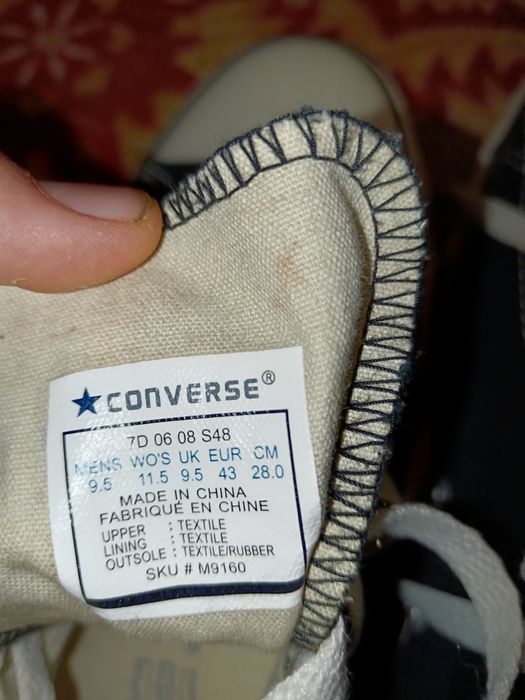 CONVERSE®
7D 06 08 S48
MENS WO'S UK EUR CM
9.5 11.5 9.5 43 28.0
MADE IN CHINA
FABRIQUÉ EN CHINE
UPPER : TEXTILE
LINING : TEXTILE
OUTSOLE : TEXTILE/RUBBER
SKU # M9160